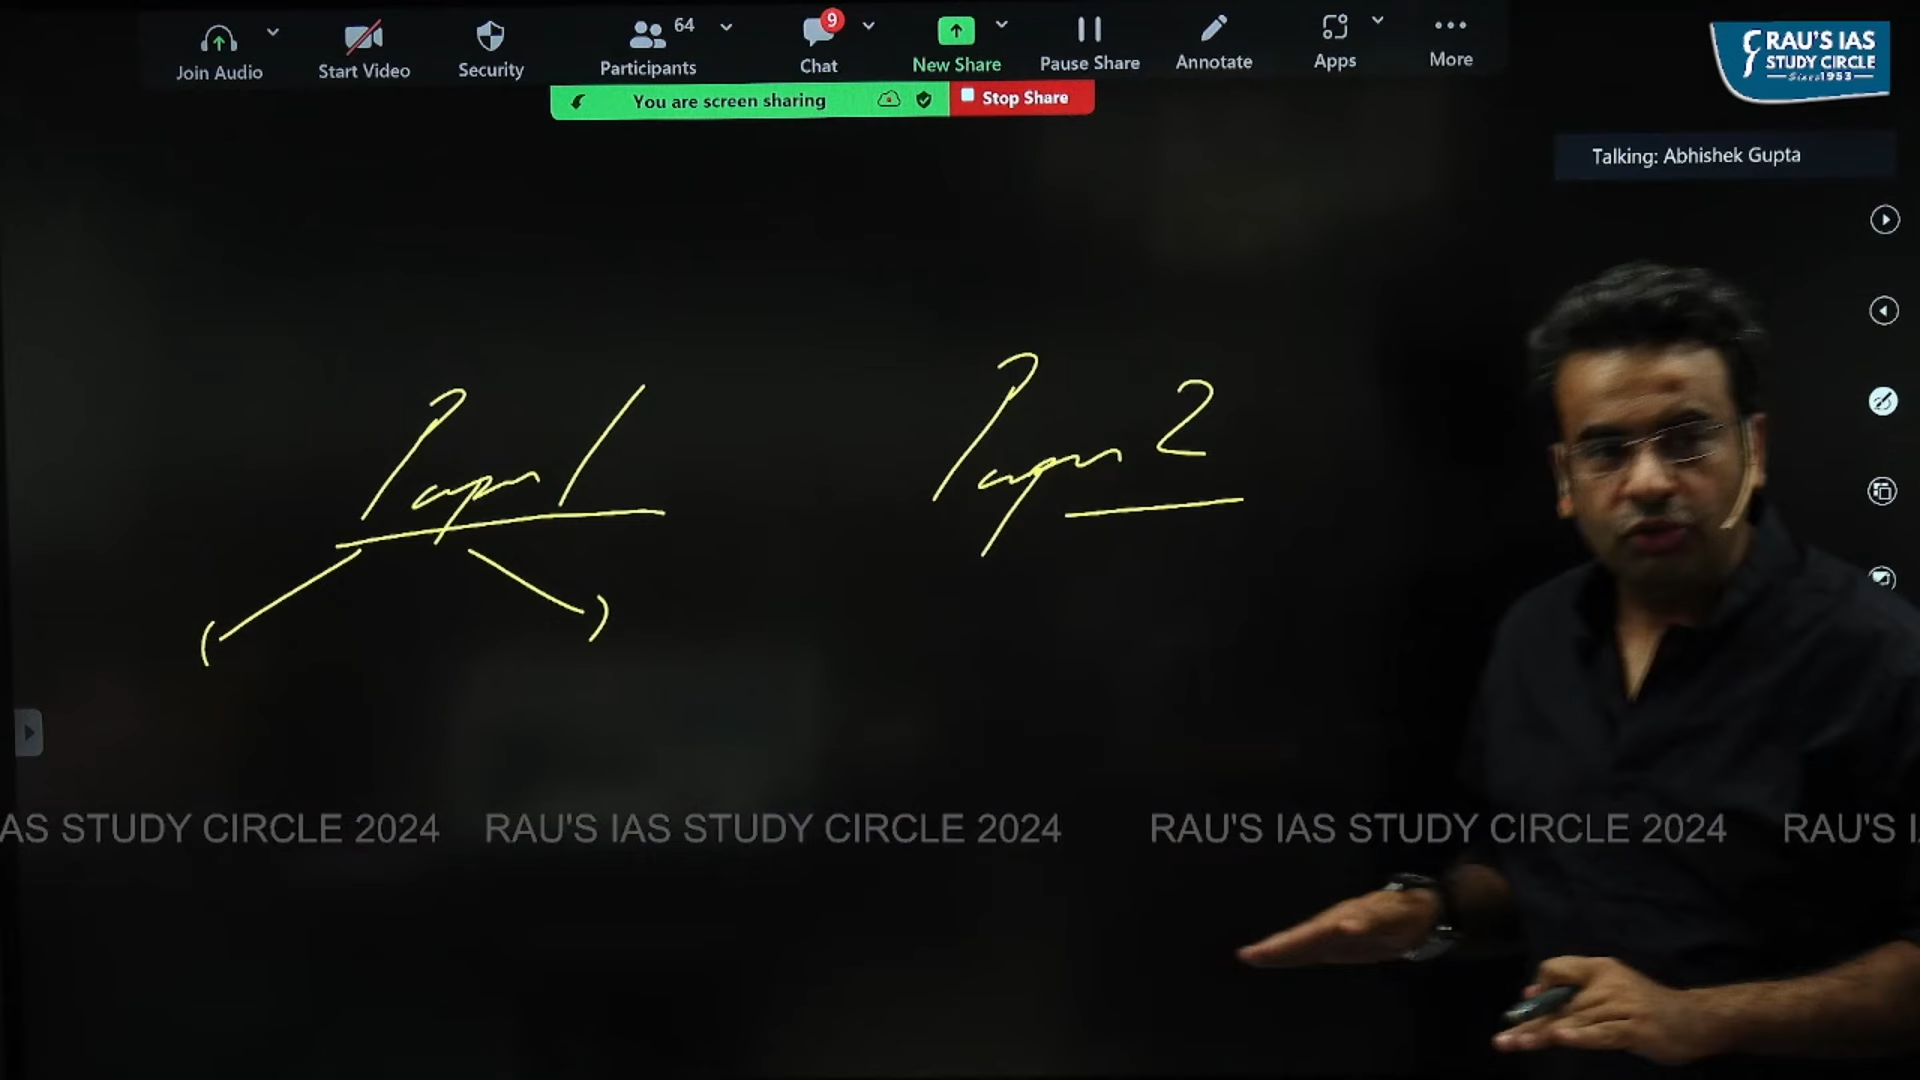 Join Audio
Start Video
Security
Participants 64
Chat 9
New Share
Pause Share
Annotate
Apps
More
You are screen sharing
Stop Share
RAU'S IAS
STUDY CIRCLE
Since 1953
Talking: Abhishek Gupta
Paper 1
Paper 2
AS STUDY CIRCLE 2024 RAU'S IAS STUDY CIRCLE 2024 RAU'S IAS STUDY CIRCLE 2024 RAU'S I